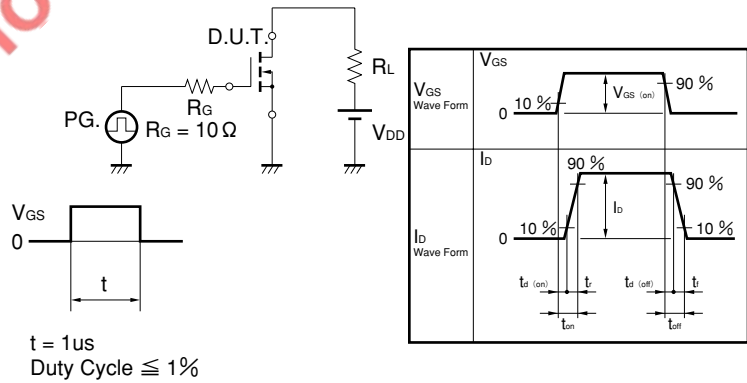 D.U.T.
RL
RG
PG.
RG = 10 Ω
VDD
VGS
0
t
t = 1us
Duty Cycle ≦ 1%
VGS
Wave Form
VGS
VGS (on)
10 %
90 %
0
ID
Wave Form
ID
90 %
90 %
ID
10 %
10 %
0
td (on)
tr
td (off)
tf
ton
toff